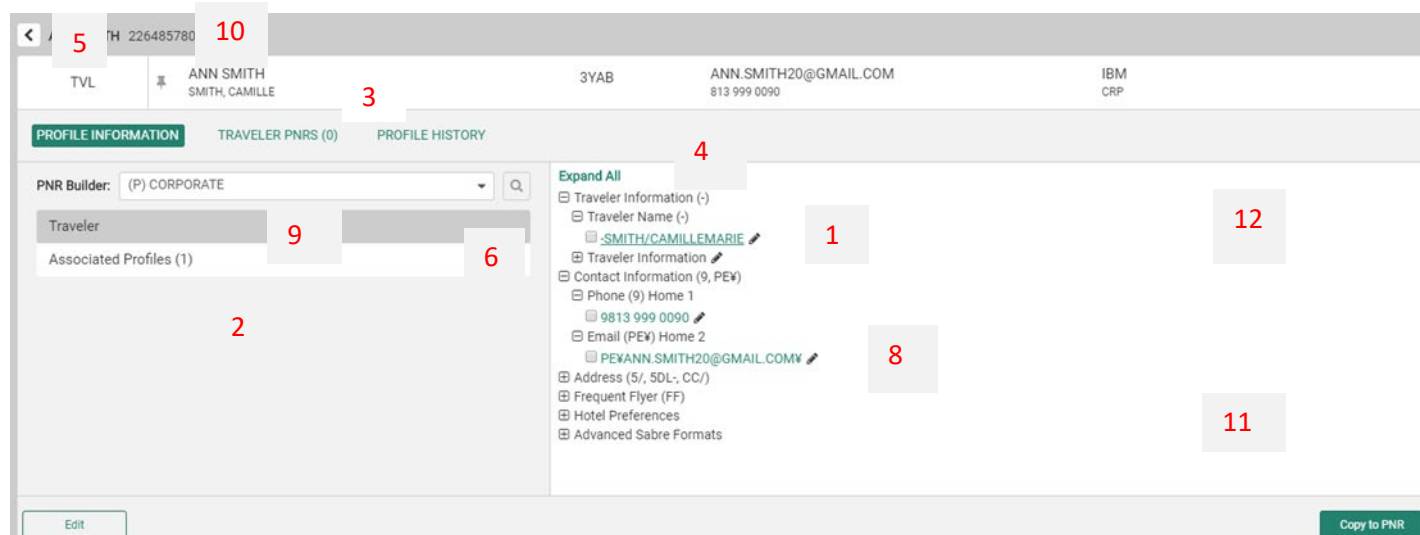 TH 226485780 10
5
TVL ANN SMITH 3YAB ANN.SMITH20@GMAIL.COM IBM
SMITH, CAMILLE 813 999 0090 CRP
3
PROFILE INFORMATION TRAVELER PNRS (0) PROFILE HISTORY
4
PNR Builder: (P) CORPORATE
Traveler
9
Associated Profiles (1)
6
2
Expand All
Traveler Information (-)
Traveler Name (-)
12
-SMITH/CAMILLEMARIE
1
Traveler Information
Contact Information (9, PE¥)
Phone (9) Home 1
9813 999 0090
Email (PE¥) Home 2
PE¥ANN.SMITH20@GMAIL.COM¥
8
Address (5/, 5DL-, CC/)
Frequent Flyer (FF)
Hotel Preferences
11
Advanced Sabre Formats
Edit Copy to PNR